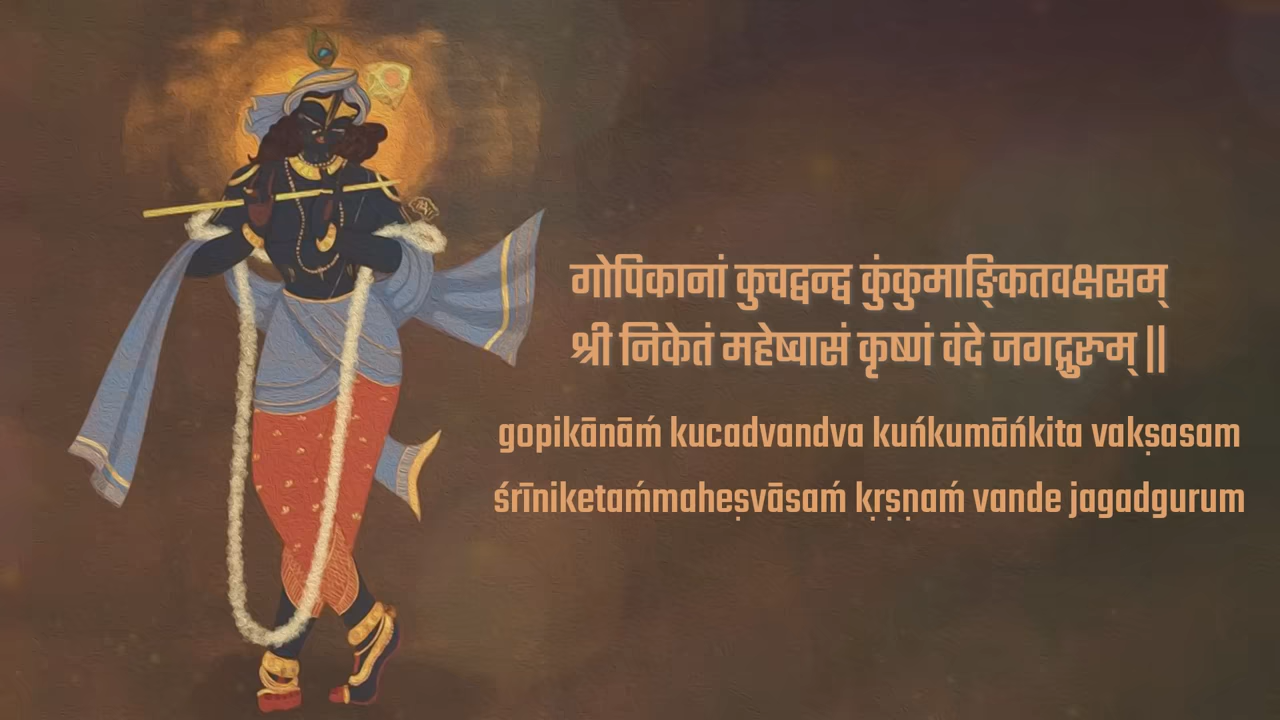 गोपिकानां कुचद्वन्द्व कुंकुमाङ्कितवक्षसम्
श्री निकेतं महेष्वासं कृष्णं वंदे जगद्गुरुम् ||
gopikānāḿ kucadvandva kuńkumāńkita vakṣasam
śrīniketaḿmaheṣvāsaḿ kṛṣṇaḿ vande jagadgurum